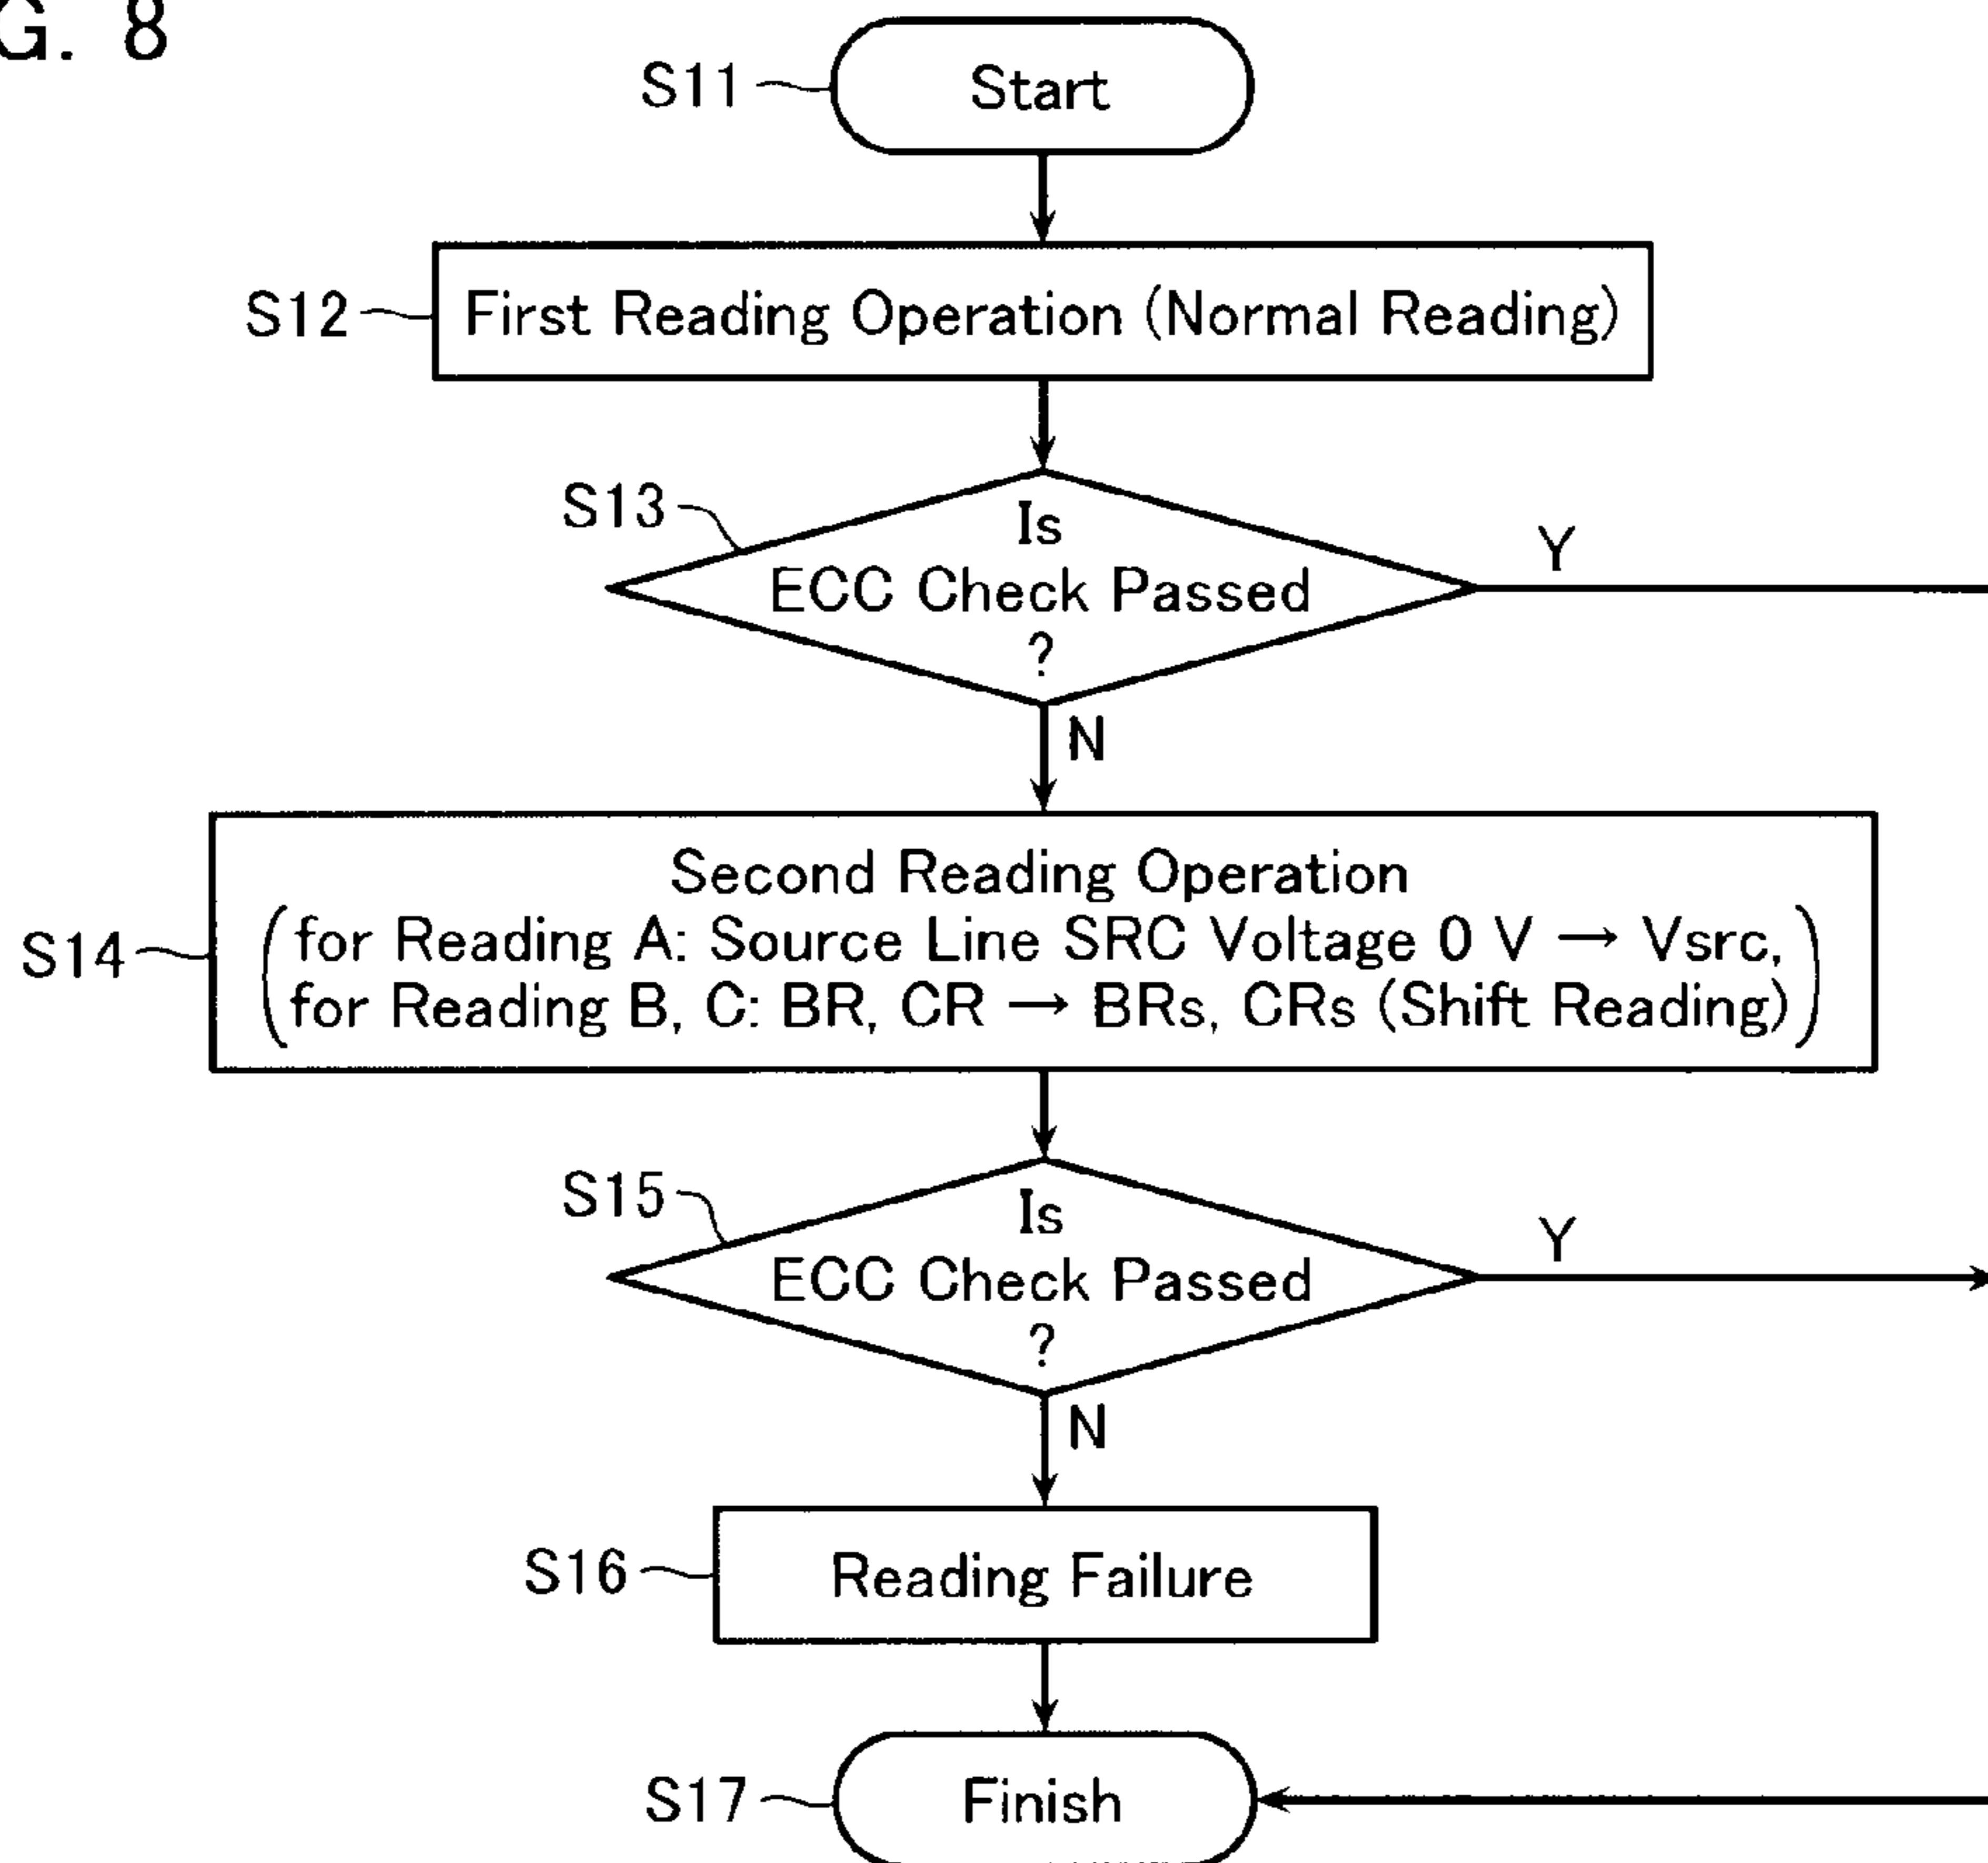 G. 8
S11
Start
S12
First Reading Operation (Normal Reading)
S13
Is
ECC Check Passed
?
Y
N
S14
Second Reading Operation
(for Reading A: Source Line SRC Voltage 0 V → Vsrc,
for Reading B, C: BR, CR → BRs, CRs (Shift Reading))
S15
Is
ECC Check Passed
?
Y
N
S16
Reading Failure
S17
Finish